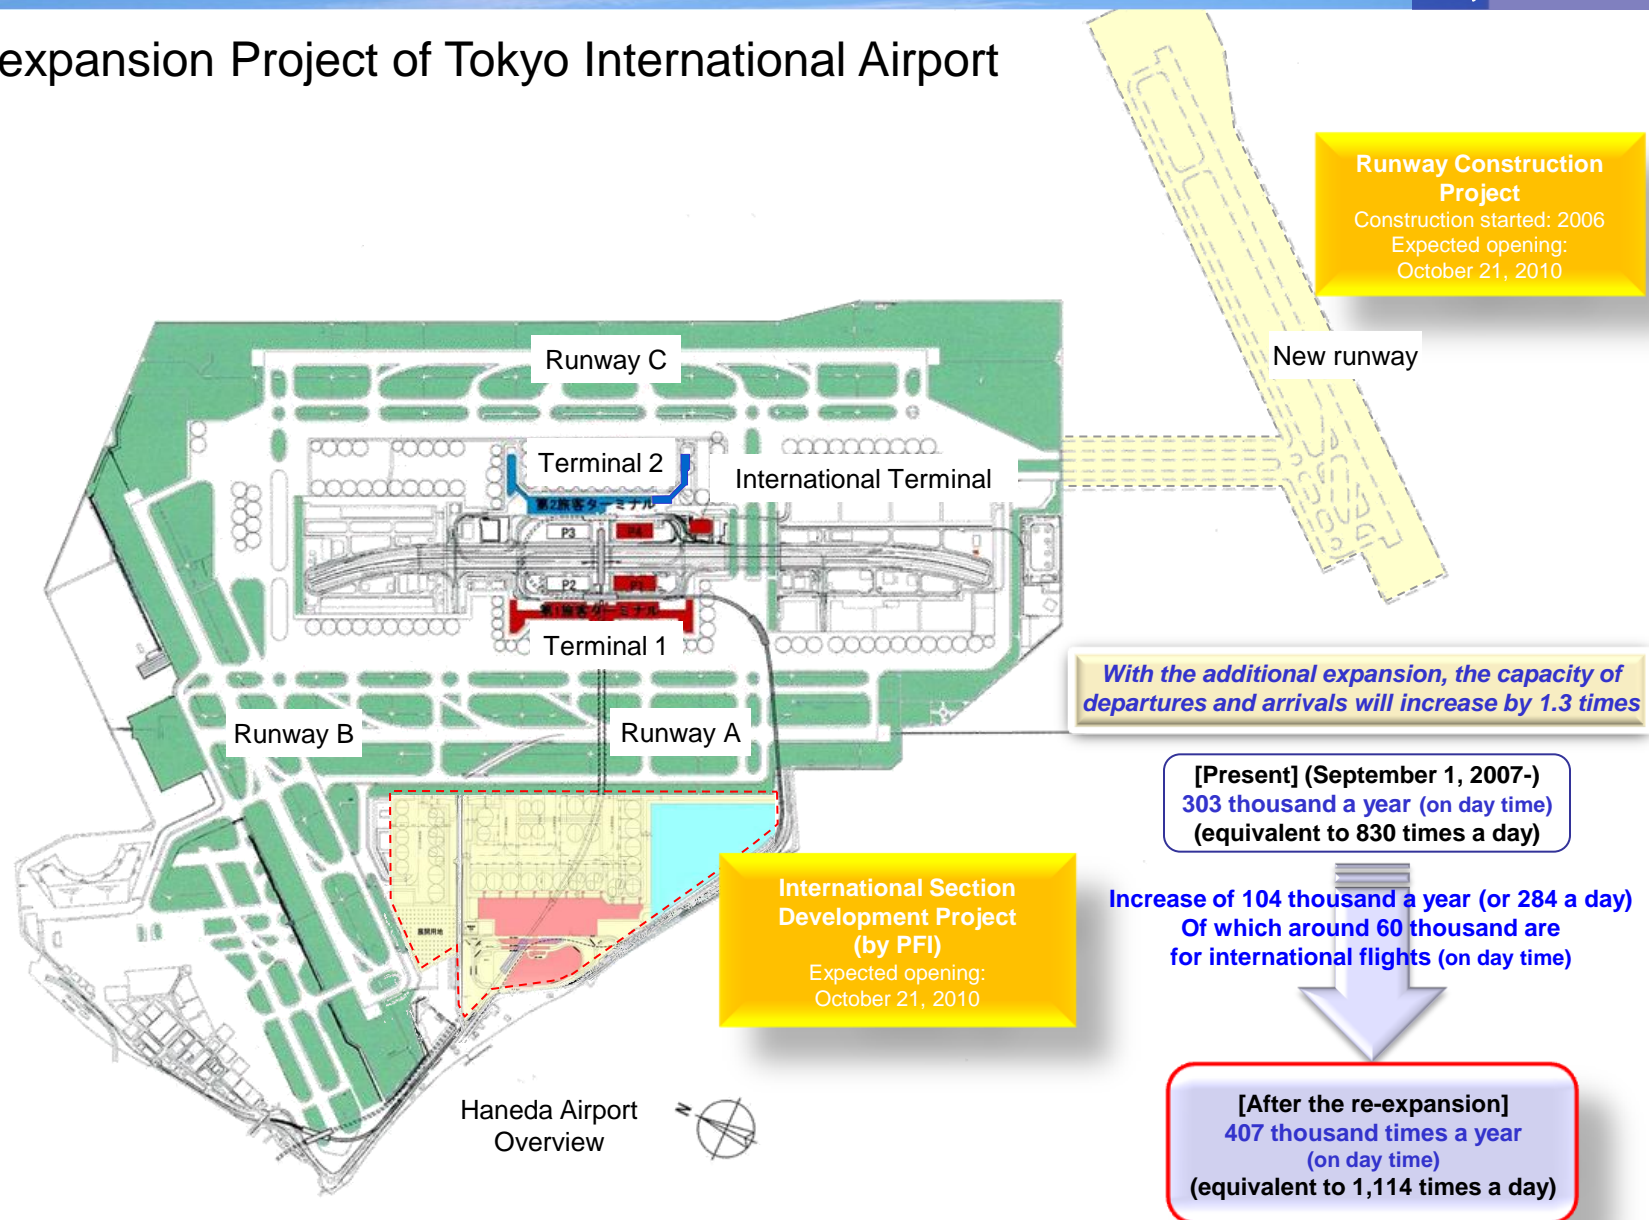 expansion Project of Tokyo International Airport
Runway Construction
Project
Construction started: 2006
Expected opening:
October 21, 2010
New runway
Runway C
Terminal 2
International Terminal
第2旅客ターミナル
P3
P4
P2
P1
第1旅客ターミナル
Terminal 1
Runway B
Runway A
With the additional expansion, the capacity of
departures and arrivals will increase by 1.3 times
[Present] (September 1, 2007-)
303 thousand a year (on day time)
(equivalent to 830 times a day)
Increase of 104 thousand a year (or 284 a day)
Of which around 60 thousand are
for international flights (on day time)
International Section
Development Project
(by PFI)
Expected opening:
October 21, 2010
展開用地
[After the re-expansion]
407 thousand times a year
(on day time)
(equivalent to 1,114 times a day)
Haneda Airport
Overview
N